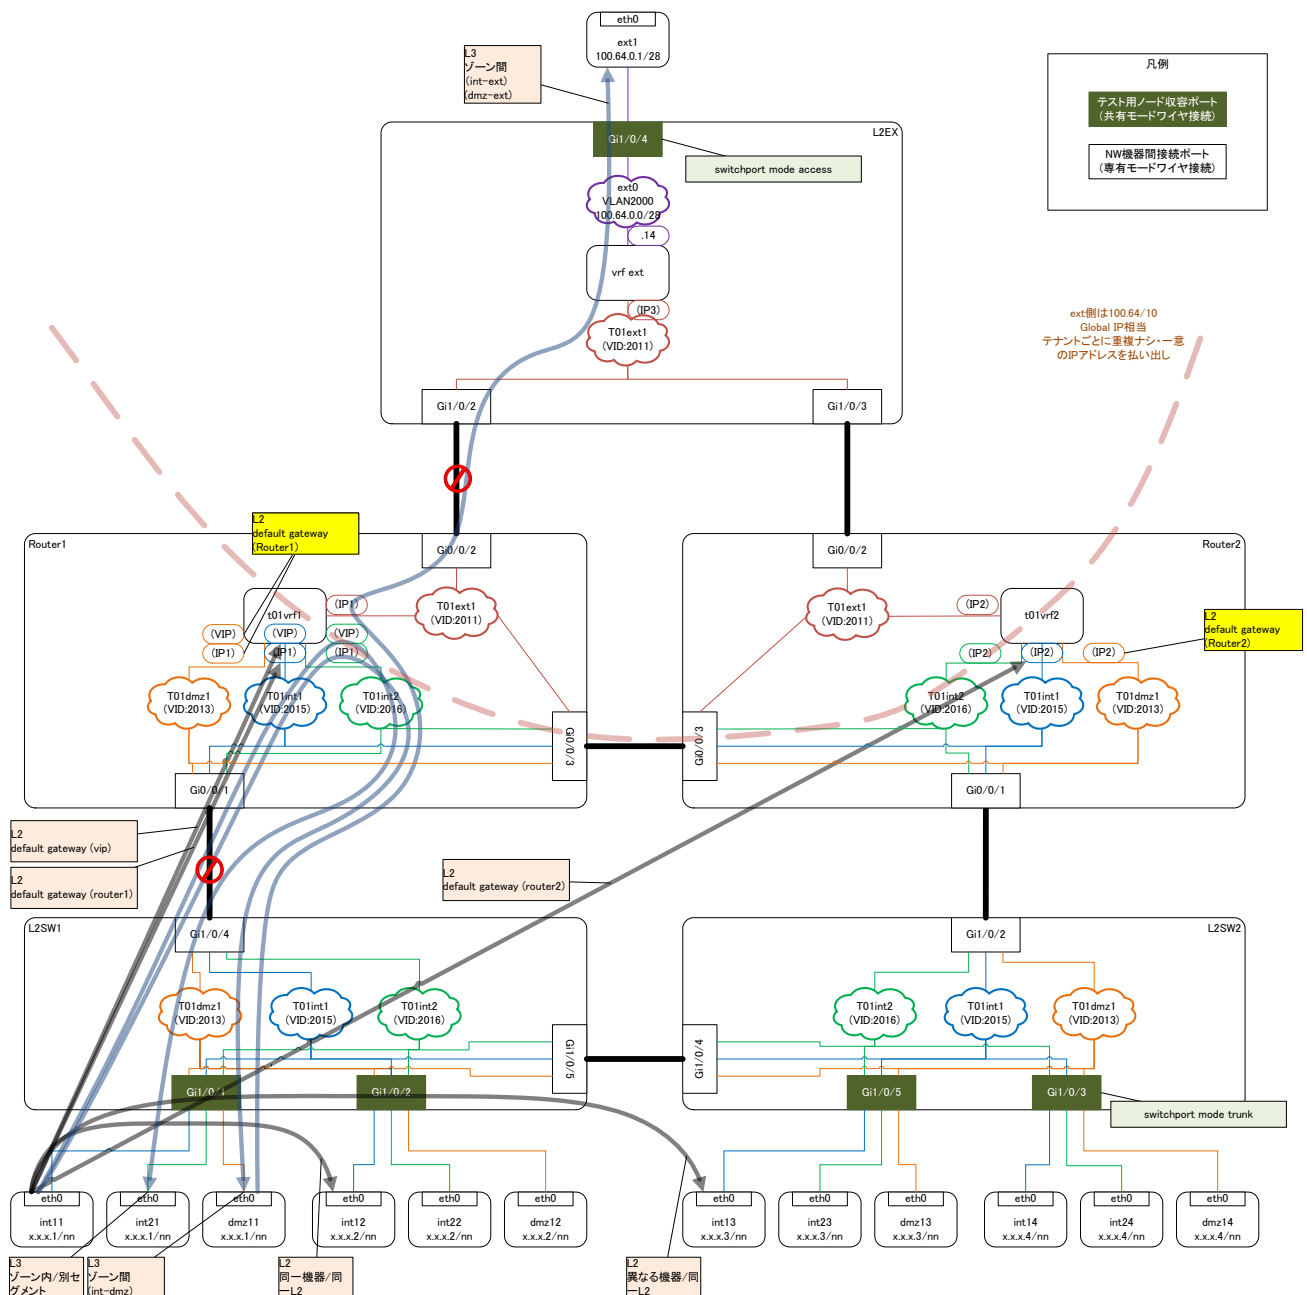 eth0
ext1
100.64.0.1/28
L3
ゾーン間
(int-ext)
(dmz-ext)
凡例
テスト用ノード収容ポート
(共有モードワイヤ接続)
NW機器間接続ポート
(専有モードワイヤ接続)
L2EX
Gi1/0/4
switchport mode access
ext0
VLAN2000
100.64.0.0/28
.14
vrf ext
(IP3)
T01ext1
(VID:2011)
Gi1/0/2
Gi1/0/3
ext側は100.64/10
Global IP相当
テナントごとに重複ナシ・一意
のIPアドレスを払い出し
Router1
L2
default gateway
(Router1)
Gi0/0/2
t01vrf1
(IP1)
T01ext1
(VID:2011)
(VIP)
(IP1)
(VIP)
(IP1)
(VIP)
(IP1)
T01dmz1
(VID:2013)
T01int1
(VID:2015)
T01int2
(VID:2016)
Gi0/0/3
Gi0/0/1
Router2
Gi0/0/2
T01ext1
(VID:2011)
(IP2)
t01vrf2
L2
default gateway
(Router2)
(IP2)
(IP2)
(IP2)
T01int2
(VID:2016)
T01int1
(VID:2015)
T01dmz1
(VID:2013)
Gi0/0/3
Gi0/0/1
L2
default gateway (vip)
L2
default gateway (router1)
L2
default gateway (router2)
L2SW1
Gi1/0/4
T01dmz1
(VID:2013)
T01int1
(VID:2015)
T01int2
(VID:2016)
Gi1/0/5
Gi1/0/1
Gi1/0/2
L2SW2
Gi1/0/2
T01int2
(VID:2016)
T01int1
(VID:2015)
T01dmz1
(VID:2013)
Gi1/0/4
Gi1/0/5
Gi1/0/3
switchport mode trunk
eth0
int11
x.x.x.1/nn
eth0
int21
x.x.x.1/nn
eth0
dmz11
x.x.x.1/nn
eth0
int12
x.x.x.2/nn
eth0
int22
x.x.x.2/nn
eth0
dmz12
x.x.x.2/nn
eth0
int13
x.x.x.3/nn
eth0
int23
x.x.x.3/nn
eth0
dmz13
x.x.x.3/nn
eth0
int14
x.x.x.4/nn
eth0
int24
x.x.x.4/nn
eth0
dmz14
x.x.x.4/nn
L3
ゾーン内/別セ
グメント
L3
ゾーン間
(int-dmz)
L2
同一機器/同
一L2
L2
異なる機器/同
一L2